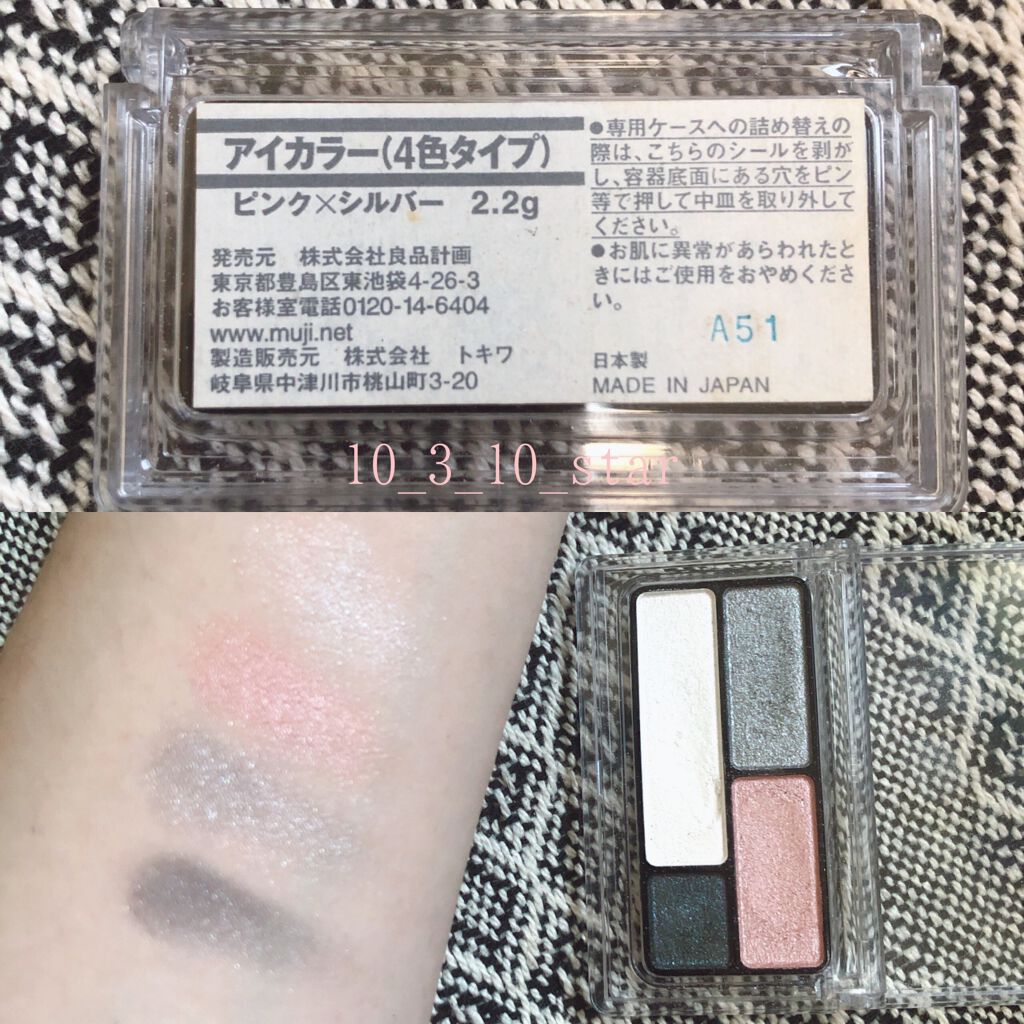 アイカラー(4色タイプ)
ピンク×シルバー 2.2g
発売元 株式会社良品計画
東京都豊島区東池袋4-26-3
お客様室電話0120-14-6404
www.muji.net
製造販売元 株式会社 トキワ
岐阜県中津川市桃山町3-20
●専用ケースへの詰め替えの
際は、こちらのシールを剥が
し、容器底面にある穴をピン
等で押して中皿を取り外して
ください。
●お肌に異常があらわれたと
きにはご使用をおやめくださ
い。
A51
日本製
MADE IN JAPAN
10_3_10_star